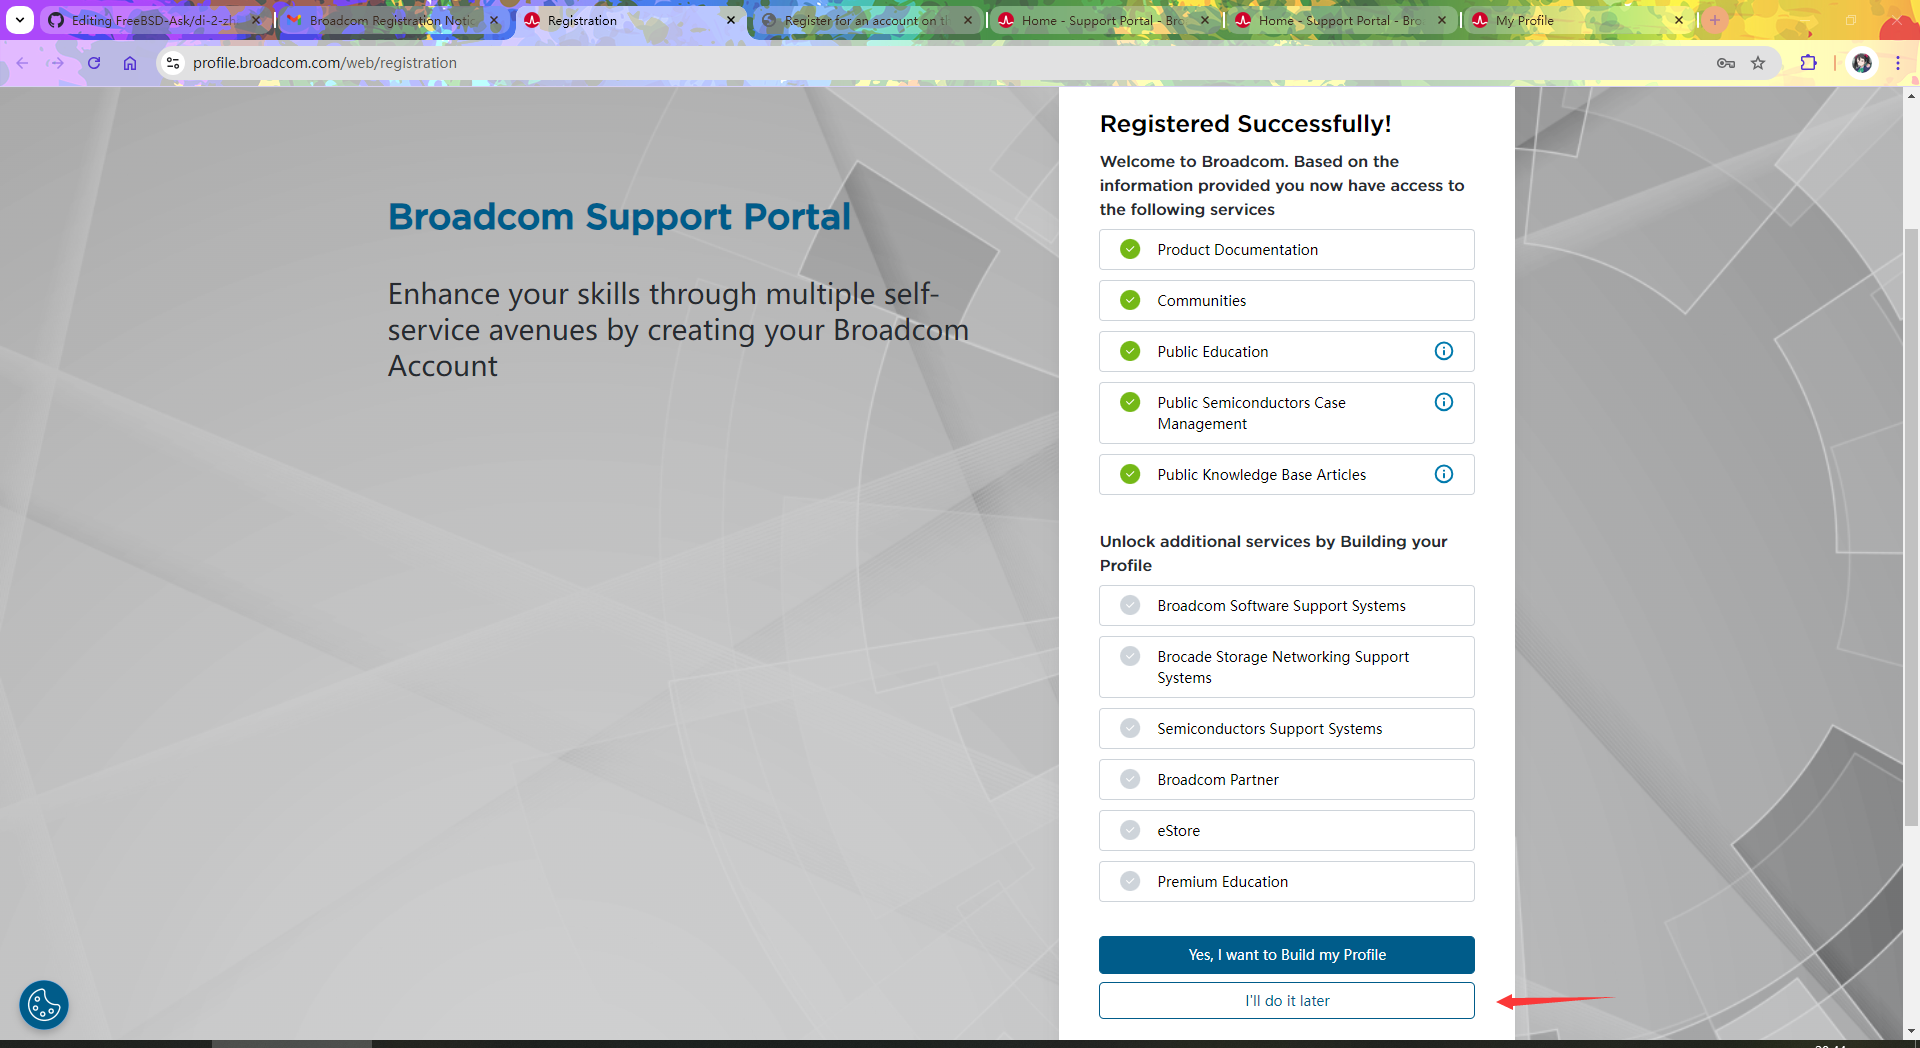 Editing FreeBSD-Ask/di-2-zh
Broadcom Registration Notic
Registration
Register for an account on t
Home - Support Portal - Bro
Home - Support Portal - Bro
My Profile
profile.broadcom.com/web/registration
Broadcom Support Portal
Enhance your skills through multiple self-
service avenues by creating your Broadcom
Account
Registered Successfully!
Welcome to Broadcom. Based on the
information provided you now have access to
the following services
Product Documentation
Communities
Public Education
Public Semiconductors Case
Management
Public Knowledge Base Articles
Unlock additional services by Building your
Profile
Broadcom Software Support Systems
Brocade Storage Networking Support
Systems
Semiconductors Support Systems
Broadcom Partner
eStore
Premium Education
Yes, I want to Build my Profile
I'll do it later